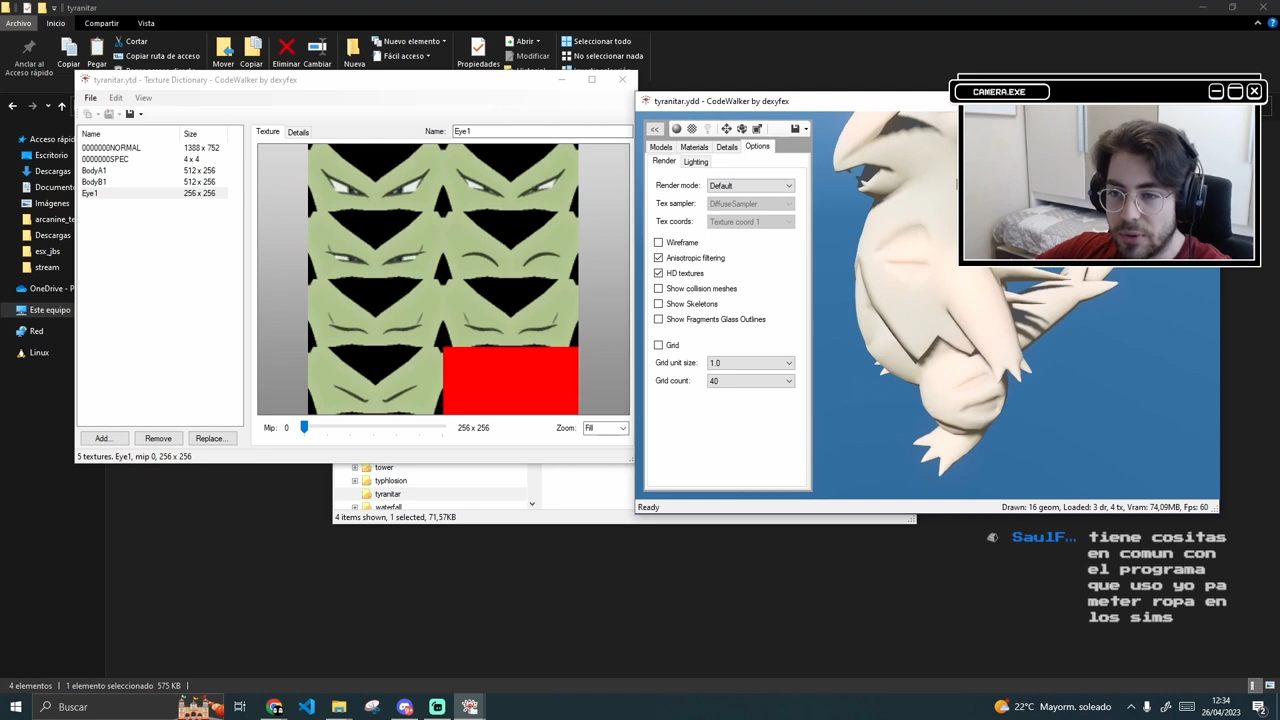 tyranitar
Archivo
Inicio
Compartir
Vista
Anclar al
Acceso rápido
Copiar
Pegar
Cortar
Copiar ruta de acceso
Mover
Copiar
Eliminar
Cambiar
Nueva
Nuevo elemento
Fácil acceso
Propiedades
Abrir
Modificar
Seleccionar todo
No seleccionar nada
Acceso rápido
Escritorio
Descargas
Documento
Imágenes
arcanine_te
Descargas
esx_jbs
stream
OneDrive - P
Este equipo
Red
Linux
tyranitar.ytd - Texture Dictionary - CodeWalker by dexyfex
File Edit View
Name Size
0000000NORMAL 1388 x 752
0000000SPEC 4 x 4
BodyA1 512 x 256
BodyB1 512 x 256
Eye1 256 x 256
Add...
Remove
Replace...
Texture
Details
Name:
Eye1
Mip: 0
256 x 256
Zoom:
Fill
5 textures. Eye1, mip 0, 256 x 256
tower
typhlosion
tyranitar
waterfall
4 items shown, 1 selected, 71,57KB
tyranitar.ydd - CodeWalker by dexyfex
<<
Models
Materials
Details
Options
Render
Lighting
Render mode: Default
Tex sampler: DiffuseSampler
Tex coords: Texture coord 1
Wireframe
Anisotropic filtering
HD textures
Show collision meshes
Show Skeletons
Show Fragments Glass Outlines
Grid
Grid unit size: 1.0
Grid count: 40
Ready
Drawn: 16 geom, Loaded: 3 dr, 4 tx, Vram: 74,09MB, Fps: 60
CAMERA.EXE
SaulF... tiene cositas
en comun con
el programa
que uso yo pa
meter ropa en
los sims
4 elementos
1 elemento seleccionado 575 KB
Buscar
22°C Mayorm. soleado
12:34
26/04/2023
2